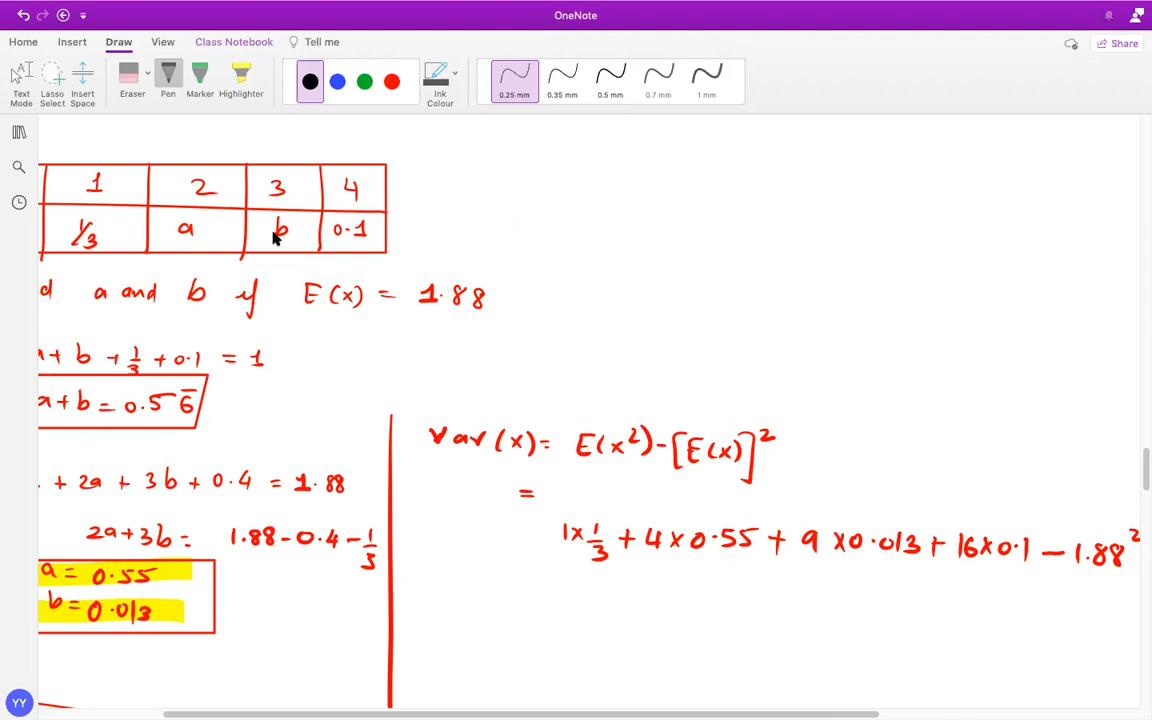 OneNote
Home Insert Draw View Class Notebook Tell me Share
Text Mode Lasso Select Insert Space Eraser Pen Marker Highlighter Ink Colour 0.25 mm 0.35 mm 0.5 mm 0.7 mm 1 mm
1 2 3 4
1/3 a b 0.1
d a and b if E(x) = 1.88
a + b + 1/3 + 0.1 = 1
a + b = 0.56̅
var(x) = E(x²) - [E(x)]²
+ 2a + 3b + 0.4 = 1.88
=
2a + 3b = 1.88 - 0.4 - 1/3
1 × 1/3 + 4 × 0.55 + 9 × 0.013 + 16 × 0.1 - 1.88²
a = 0.55
b = 0.013
YY